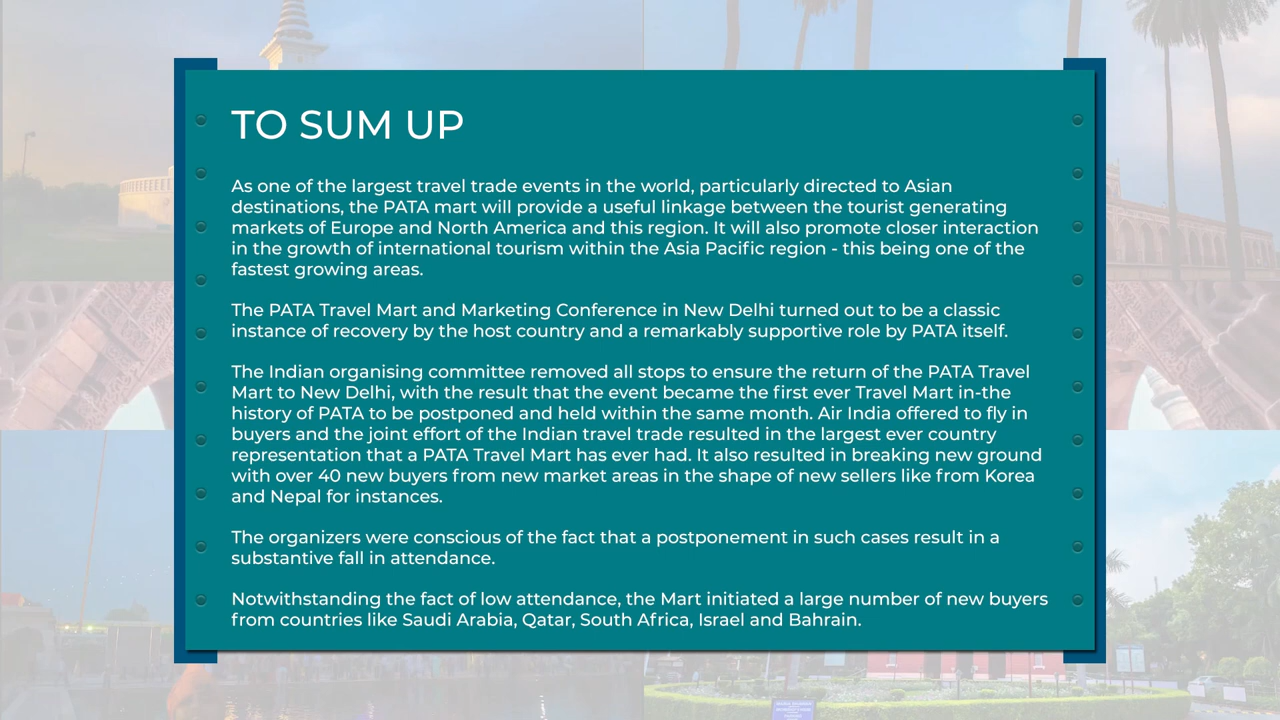 TO SUM UP
As one of the largest travel trade events in the world, particularly directed to Asian
destinations, the PATA mart will provide a useful linkage between the tourist generating
markets of Europe and North America and this region. It will also promote closer interaction
in the growth of international tourism within the Asia Pacific region - this being one of the
fastest growing areas.
The PATA Travel Mart and Marketing Conference in New Delhi turned out to be a classic
instance of recovery by the host country and a remarkably supportive role by PATA itself.
The Indian organising committee removed all stops to ensure the return of the PATA Travel
Mart to New Delhi, with the result that the event became the first ever Travel Mart in-the
history of PATA to be postponed and held within the same month. Air India offered to fly in
buyers and the joint effort of the Indian travel trade resulted in the largest ever country
representation that a PATA Travel Mart has ever had. It also resulted in breaking new ground
with over 40 new buyers from new market areas in the shape of new sellers like from Korea
and Nepal for instances.
The organizers were conscious of the fact that a postponement in such cases result in a
substantive fall in attendance.
Notwithstanding the fact of low attendance, the Mart initiated a large number of new buyers
from countries like Saudi Arabia, Qatar, South Africa, Israel and Bahrain.